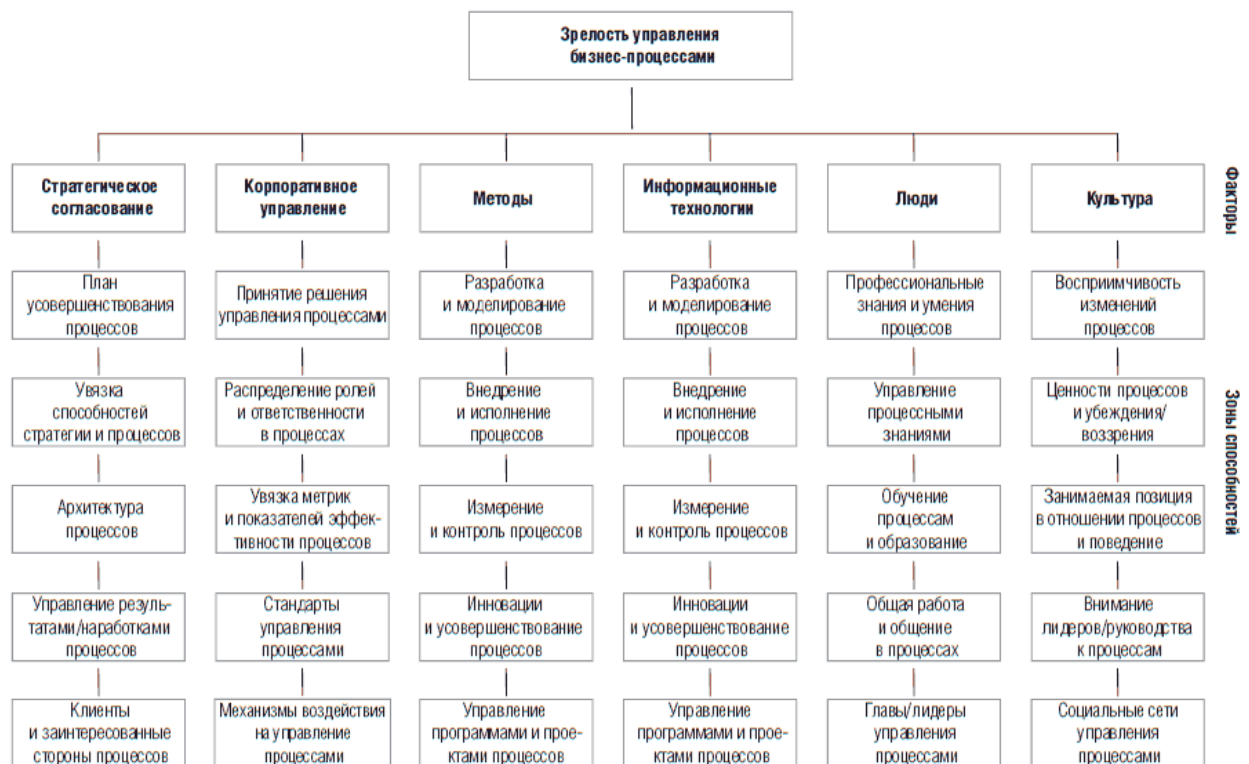 Зрелость управления
бизнес-процессами
Стратегическое
согласование
Корпоративное
управление
Методы
Информационные
технологии
Люди
Культура
Факторы
План
усовершенствования
процессов
Принятие решения
управления процессами
Разработка
и моделирование
процессов
Разработка
и моделирование
процессов
Профессиональные
знания и умения
процессов
Восприимчивость
изменений
процессов
Увязка
способностей
стратегии и процессов
Распределение ролей
и ответственности
в процессах
Внедрение
и исполнение
процессов
Внедрение
и исполнение
процессов
Управление
процессными
знаниями
Ценности процессов
и убеждения/
воззрения
Зоны способностей
Архитектура
процессов
Увязка метрик
и показателей эффек-
тивности процессов
Измерение
и контроль процессов
Измерение
и контроль процессов
Обучение
процессам
и образование
Занимаемая позиция
в отношении процессов
и поведение
Управление резуль-
татами/наработками
процессов
Стандарты
управления
процессами
Инновации
и усовершенствование
процессов
Инновации
и усовершенствование
процессов
Общая работа
и общение
в процессах
Внимание
лидеров/руководства
к процессам
Клиенты
и заинтересованные
стороны процессов
Механизмы воздействия
на управление
процессами
Управление
программами и прое-
ктами процессов
Управление
программами и прое-
ктами процессов
Главы/лидеры
управления
процессами
Социальные сети
управления
процессами